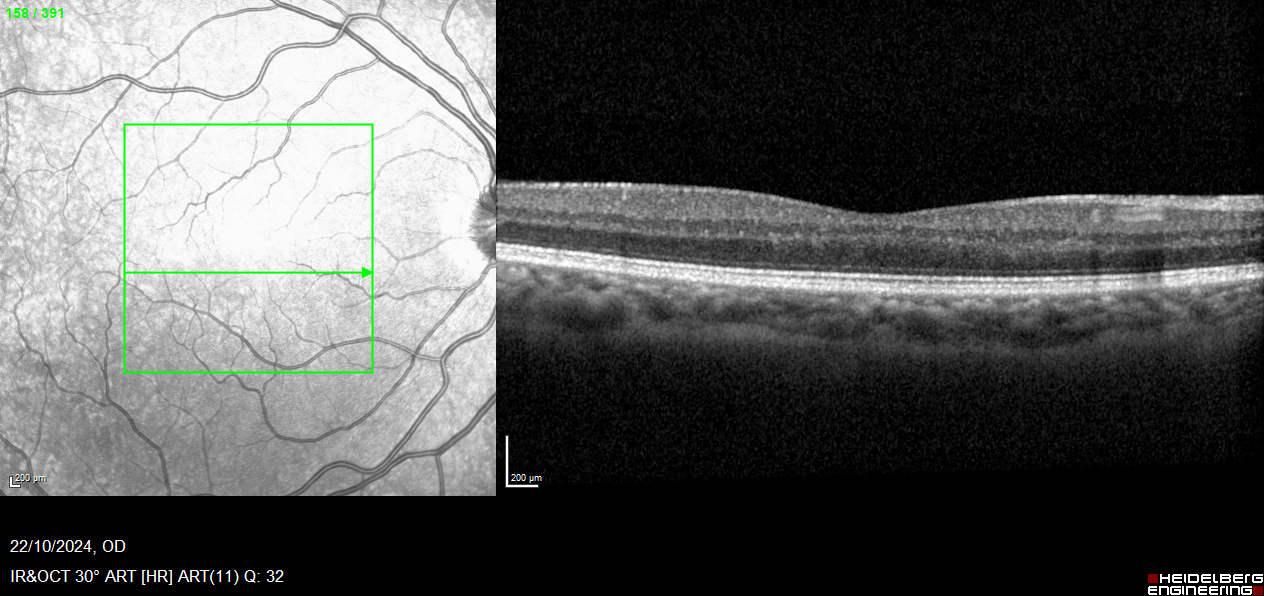 158 / 391
200 µm
200 µm
22/10/2024, OD
IR&OCT 30° ART [HR] ART(11) Q: 32
HEIDELBERG
ENGINEERING